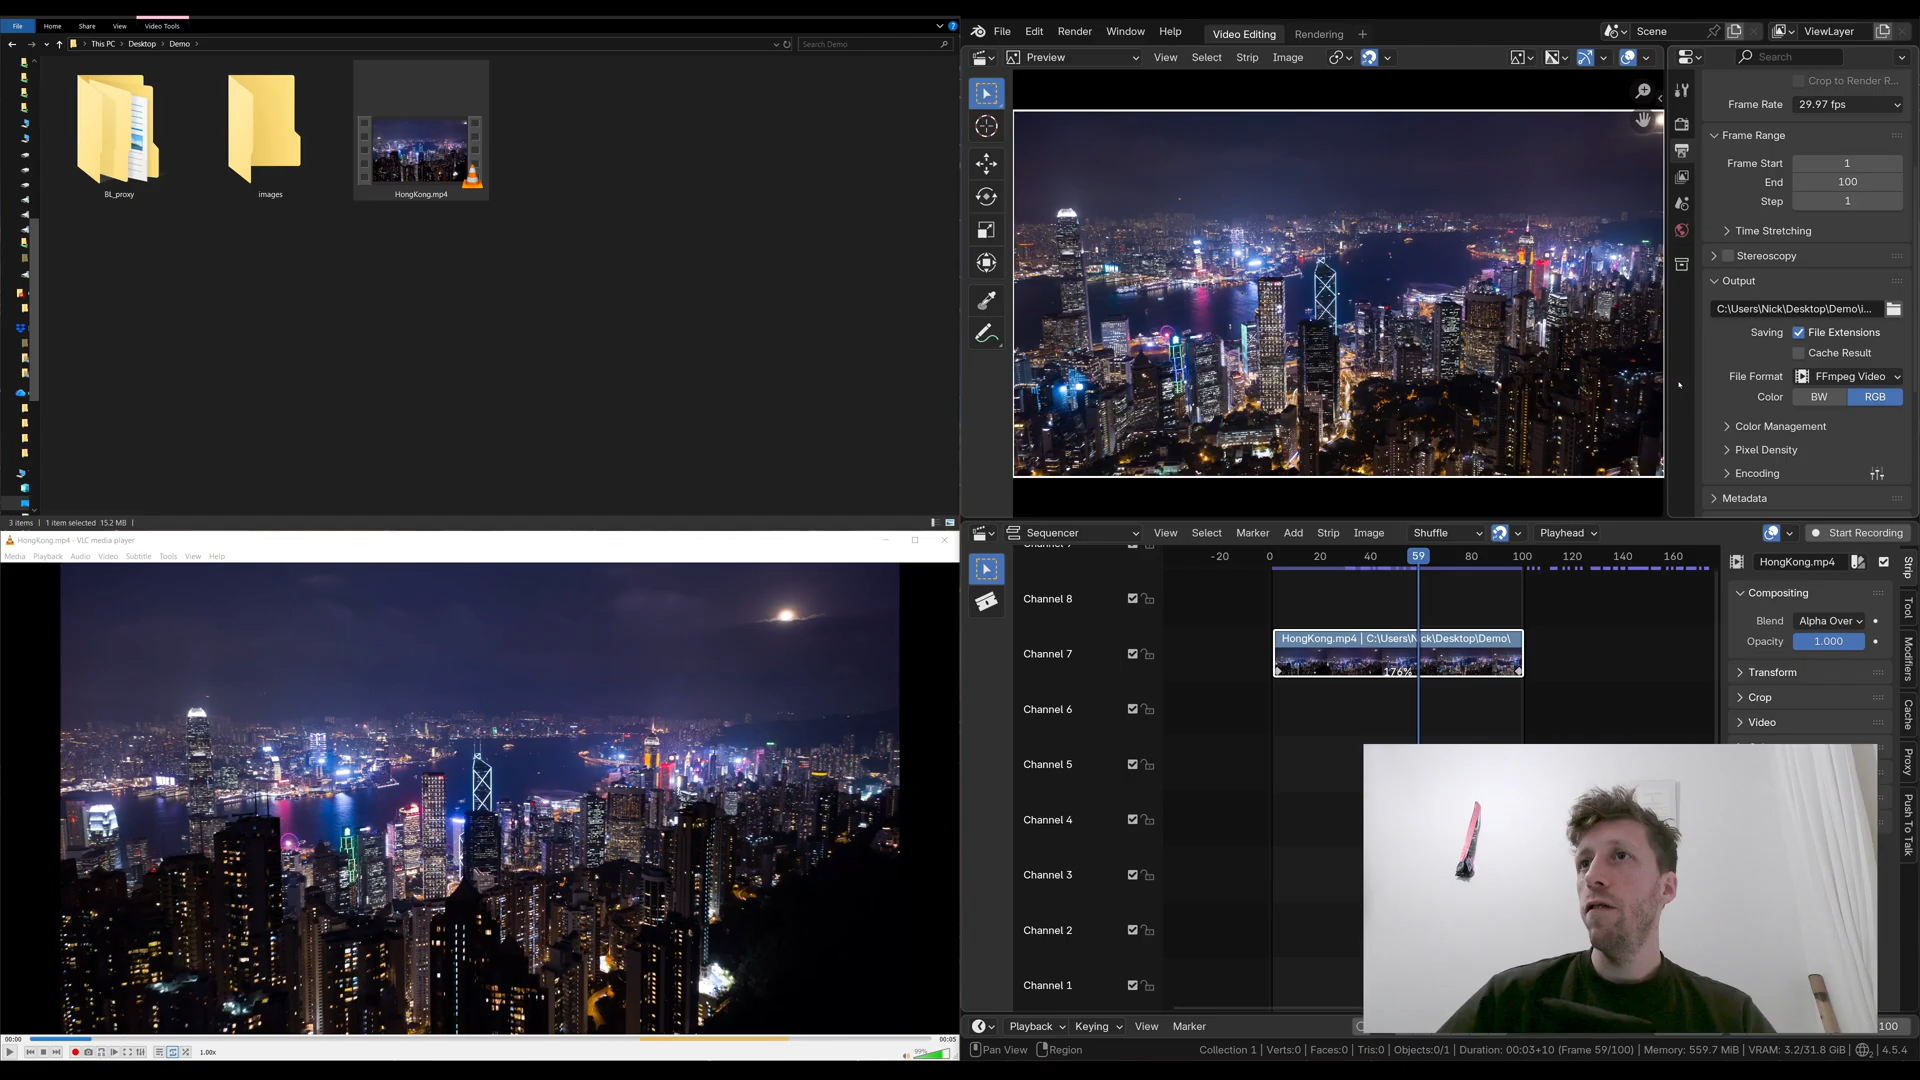 File Home Share View Video Tools
This PC Desktop Demo
Search Demo
BL_proxy
images
HongKong.mp4
3 items 1 item selected 15.2 MB
HongKong.mp4 - VLC media player
Media Playback Audio Video Subtitle Tools View Help
00:00
00:05
1.00x
99%
File Edit Render Window Help
Video Editing Rendering
Scene
ViewLayer
Preview
View Select Strip Image
Search
Crop to Render R...
Frame Rate 29.97 fps
Frame Range
Frame Start 1
End 100
Step 1
Time Stretching
Stereoscopy
Output
C:\Users\Nick\Desktop\Demo\i...
Saving File Extensions
Cache Result
File Format FFmpeg Video
Color BW RGB
Color Management
Pixel Density
Encoding
Metadata
Sequencer
View Select Marker Add Strip Image
Shuffle
Playhead
Start Recording
-20 0 20 40 59 80 100 120 140 160
Channel 8
Channel 7
HongKong.mp4 | C:\Users\Nick\Desktop\Demo\
176%
Channel 6
Channel 5
Channel 4
Channel 3
Channel 2
Channel 1
HongKong.mp4
Compositing
Blend Alpha Over
Opacity 1.000
Transform
Crop
Video
Strip
Tool
Modifiers
Cache
Proxy
Push To Talk
Playback Keying View Marker
100
Pan View Region
Collection 1 | Verts:0 | Faces:0 | Tris:0 | Objects:0/1 | Duration: 00:03+10 (Frame 59/100) | Memory: 559.7 MiB | VRAM: 3.2/31.8 GiB | 4.5.4